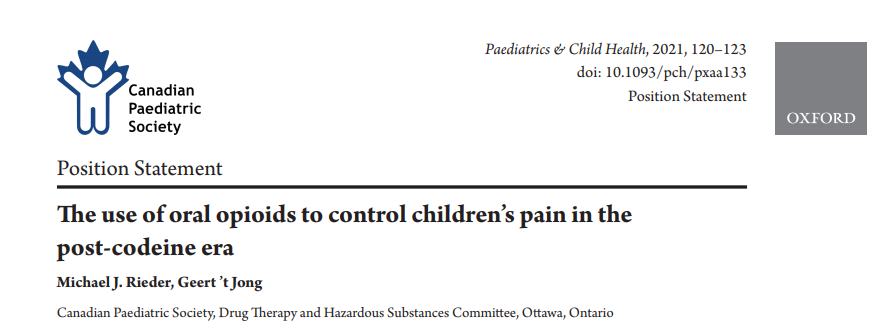 Canadian
Paediatric
Society
Paediatrics & Child Health, 2021, 120–123
doi: 10.1093/pch/pxaa133
Position Statement
OXFORD
Position Statement
The use of oral opioids to control children’s pain in the
post-codeine era
Michael J. Rieder, Geert ’t Jong
Canadian Paediatric Society, Drug Therapy and Hazardous Substances Committee, Ottawa, Ontario